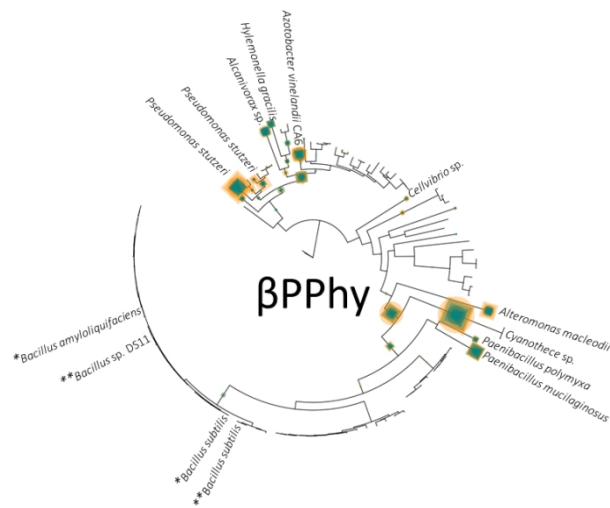 Azotobacter vinelandii CA6
Hylemonella gracilis
Alcanivorax sp.
Pseudomonas stutzeri
Pseudomonas stutzeri
Cellvibrio sp.
βPPhy
Alteromonas macleodii
Cyanothece sp.
Paenibacillus polymyxa
Paenibacillus mucilaginosus
*Bacillus amyloliquifaciens
**Bacillus sp. DS11
*Bacillus subtilis
**Bacillus subtilis